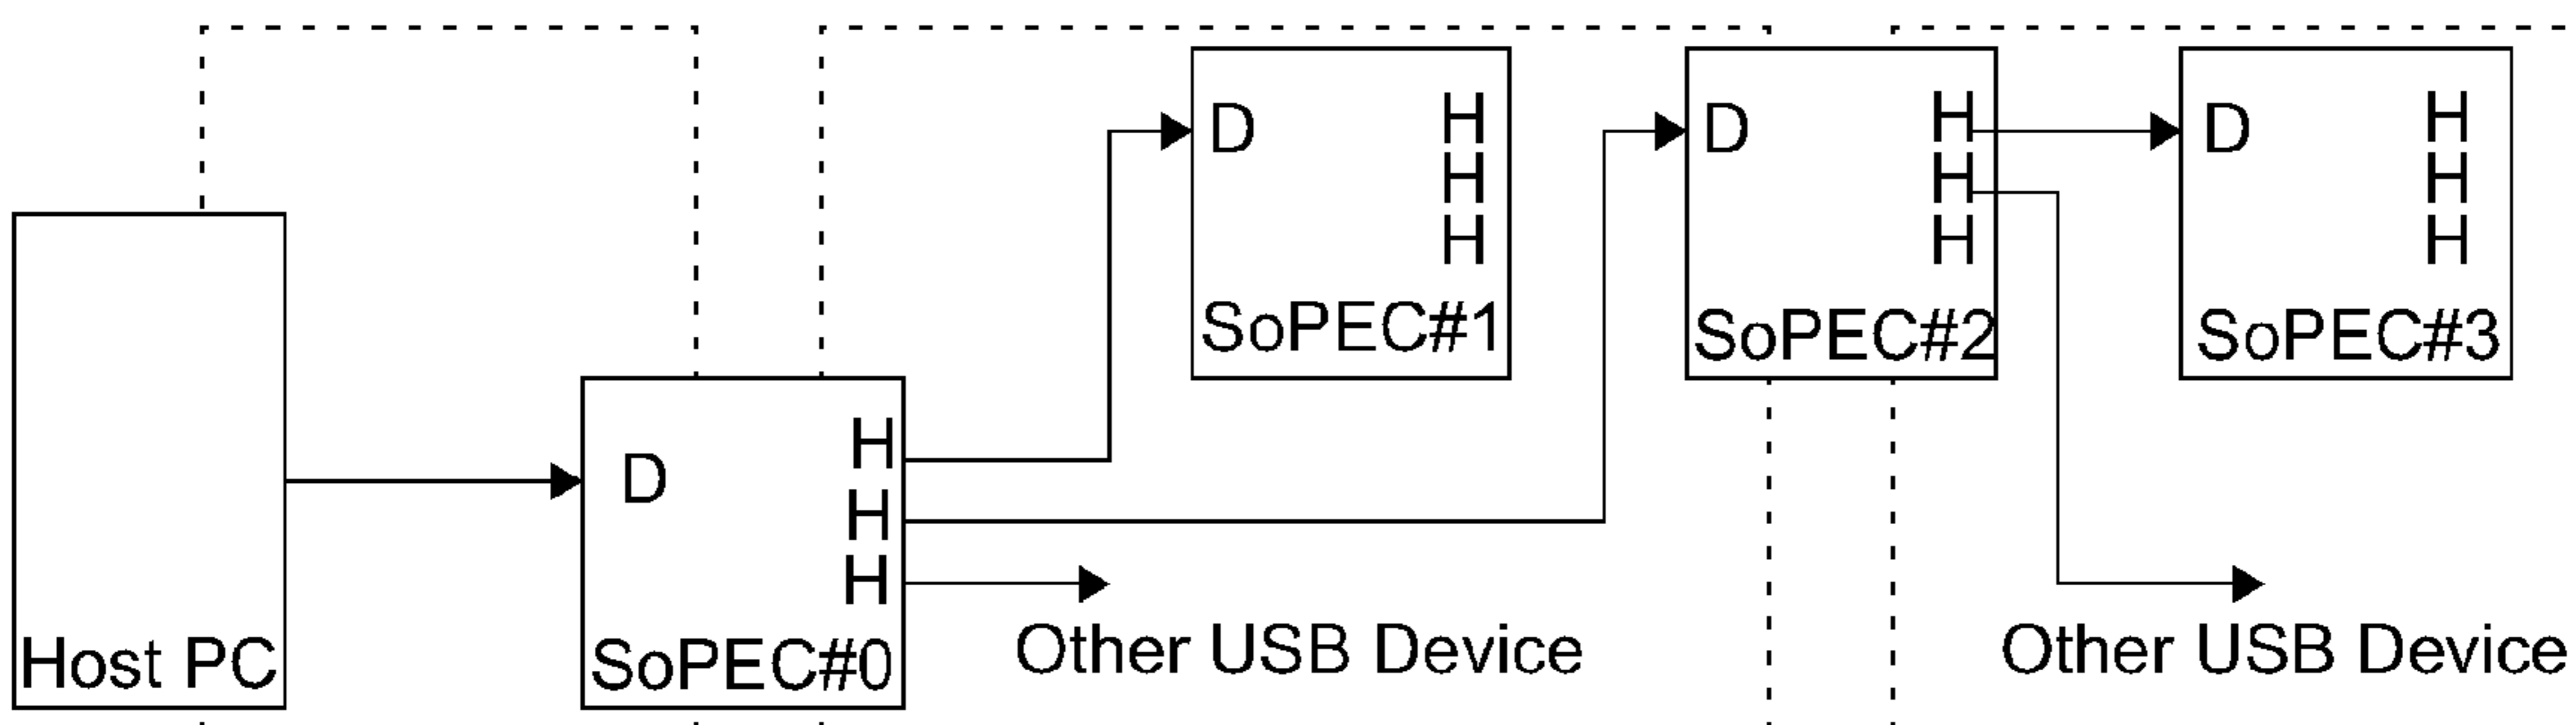 Host PC
D
H
H
H
SoPEC#0
D
H
H
H
SoPEC#1
Other USB Device
D
H
H
H
SoPEC#2
D
H
H
H
SoPEC#3
Other USB Device